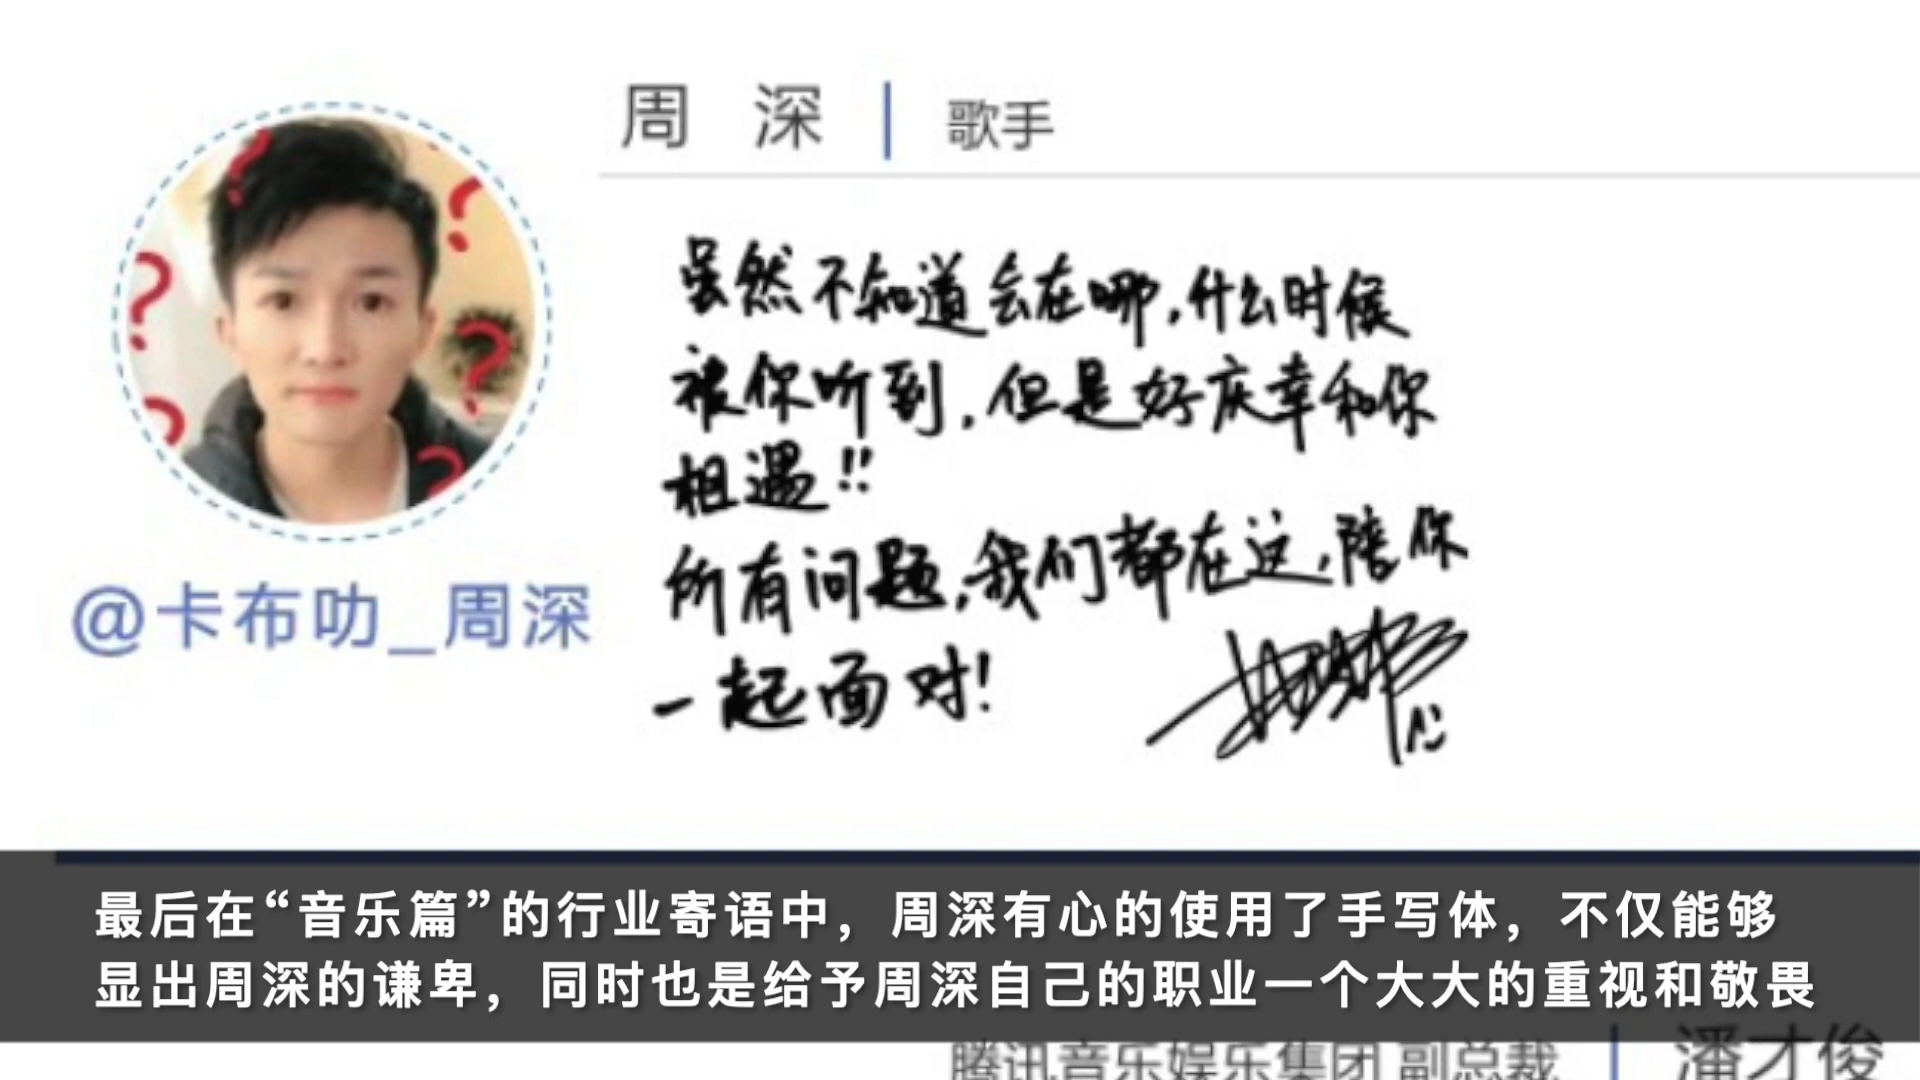 周 深 | 歌手
虽然不知道会在哪,什么时候
被你听到,但是好庆幸和你
相遇!!
所有问题,我们都在这,陪你
一起面对!
@卡布叻_周深
最后在“音乐篇”的行业寄语中，周深有心的使用了手写体，不仅能够
显出周深的谦卑，同时也是给予周深自己的职业一个大大的重视和敬畏
腾讯音乐娱乐集团 副总裁 | 潘才俊